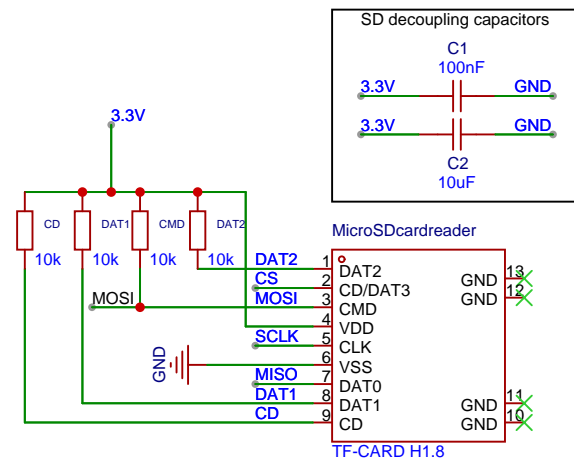 SD decoupling capacitors
C1
100nF
3.3V
GND
3.3V
GND
C2
10uF
3.3V
CD
DAT1
CMD
DAT2
10k
10k
10k
10k
MicroSDcardreader
DAT2
1
DAT2
CS
2
CD/DAT3
MOSI
MOSI
3
CMD
4
VDD
SCLK
5
CLK
GND
6
VSS
MISO
7
DAT0
DAT1
8
DAT1
CD
9
CD
GND
13
GND
12
GND
11
GND
10
TF-CARD H1.8